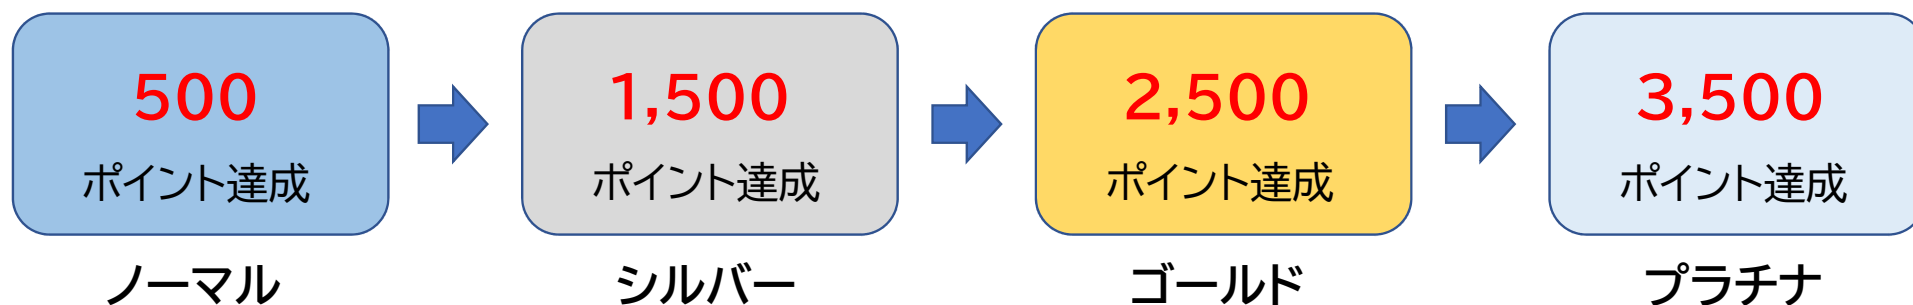 500
ポイント達成
ノーマル
1,500
ポイント達成
シルバー
2,500
ポイント達成
ゴールド
3,500
ポイント達成
プラチナ